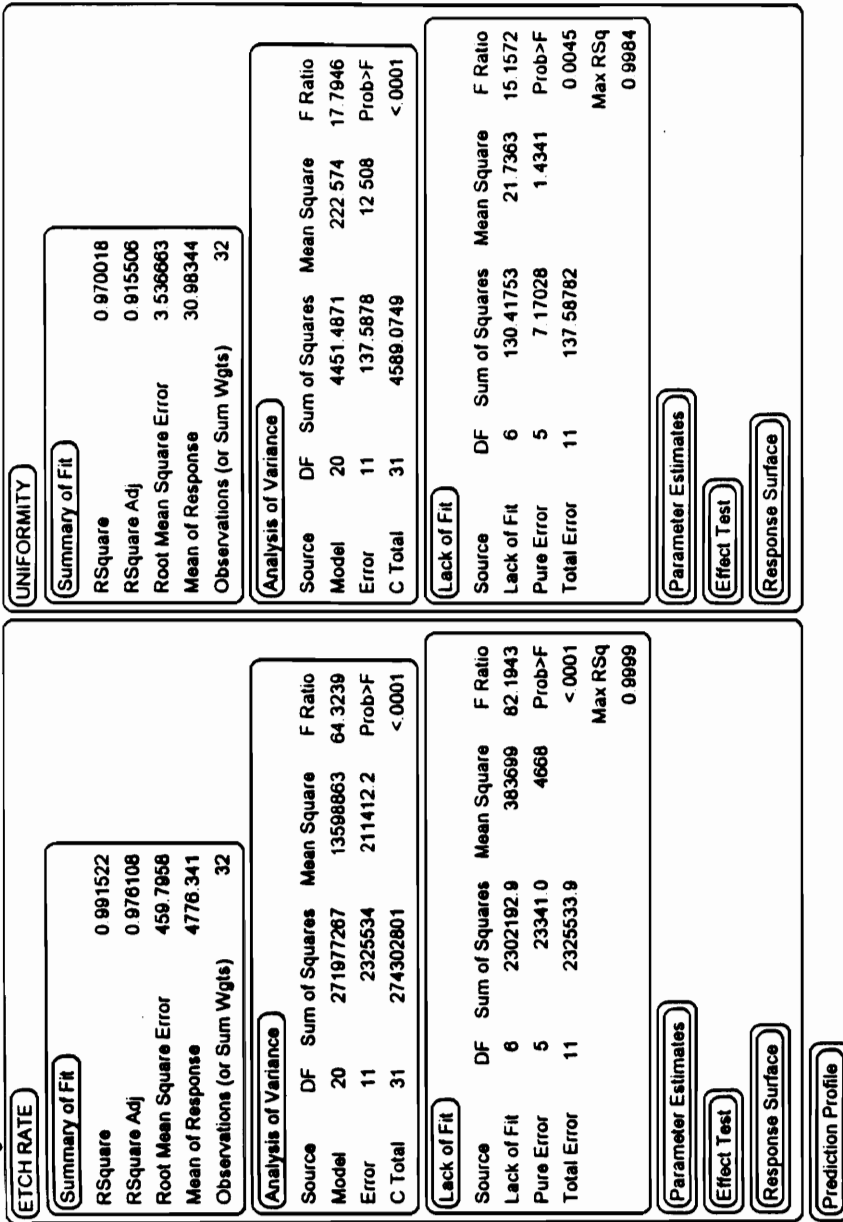 ETCH RATE
Summary of Fit
RSquare 0.991522
RSquare Adj 0.976108
Root Mean Square Error 459.7958
Mean of Response 4776.341
Observations (or Sum Wgts) 32
Analysis of Variance
Source DF Sum of Squares Mean Square F Ratio
Model 20 271977267 13598863 64.3239
Error 11 2325534 211412.2 Prob>F
C Total 31 274302801 <.0001
Lack of Fit
Source DF Sum of Squares Mean Square F Ratio
Lack of Fit 6 2302192.9 383699 82.1943
Pure Error 5 23341.0 4668 Prob>F
Total Error 11 2325533.9 <.0001
Max RSq
0.9999
Parameter Estimates
Effect Test
Response Surface
Prediction Profile
UNIFORMITY
Summary of Fit
RSquare 0.970018
RSquare Adj 0.915506
Root Mean Square Error 3 536663
Mean of Response 30.98344
Observations (or Sum Wgts) 32
Analysis of Variance
Source DF Sum of Squares Mean Square F Ratio
Model 20 4451.4871 222 574 17.7946
Error 11 137.5878 12 508 Prob>F
C Total 31 4589.0749 <.0001
Lack of Fit
Source DF Sum of Squares Mean Square F Ratio
Lack of Fit 6 130.41753 21.7363 15.1572
Pure Error 5 7.17028 1.4341 Prob>F
Total Error 11 137.58782 0 0045
Max RSq
0 9984
Parameter Estimates
Effect Test
Response Surface